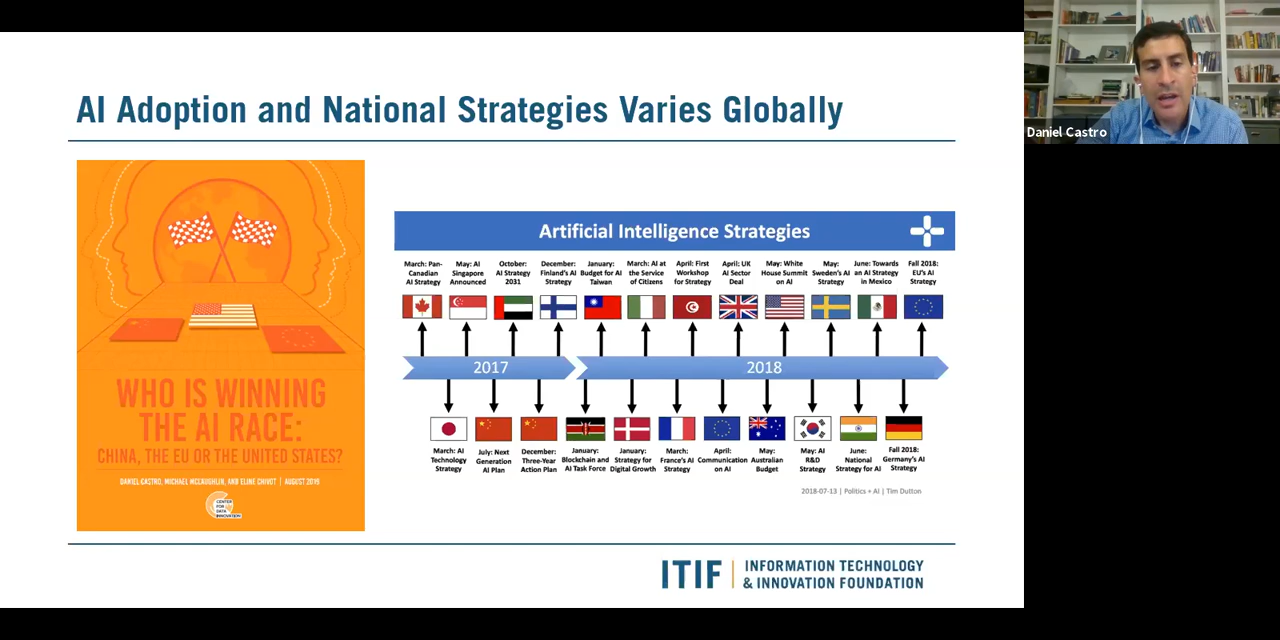 AI Adoption and National Strategies Varies Globally
Daniel Castro
WHO IS WINNING
THE AI RACE:
CHINA, THE EU OR THE UNITED STATES?
DANIEL CASTRO, MICHAEL MCLAUGHLIN, AND ELINE CHIVOT | AUGUST 2019
CENTER
FOR
DATA
INNOVATION
Artificial Intelligence Strategies
March: Pan-
Canadian
AI Strategy
May: AI
Singapore
Announced
October:
AI Strategy
2031
December:
Finland's AI
Strategy
January:
Budget for AI
Taiwan
March: AI at
the Service
of Citizens
April: First
Workshop
for Strategy
April: UK
AI Sector
Deal
May: White
House Summit
on AI
May:
Sweden's AI
Strategy
June: Towards
an AI Strategy
in Mexico
Fall 2018:
EU's AI
Strategy
2017
2018
March: AI
Technology
Strategy
July: Next
Generation
AI Plan
December:
Three-Year
Action Plan
January:
Blockchain and
AI Task Force
January:
Strategy for
Digital Growth
March:
France's AI
Strategy
April:
Communication
on AI
May:
Australian
Budget
May: AI
R&D
Strategy
June:
National
Strategy for AI
Fall 2018:
Germany's AI
Strategy
2018-07-13 | Politics + AI | Tim Dutton
ITIF | INFORMATION TECHNOLOGY
& INNOVATION FOUNDATION